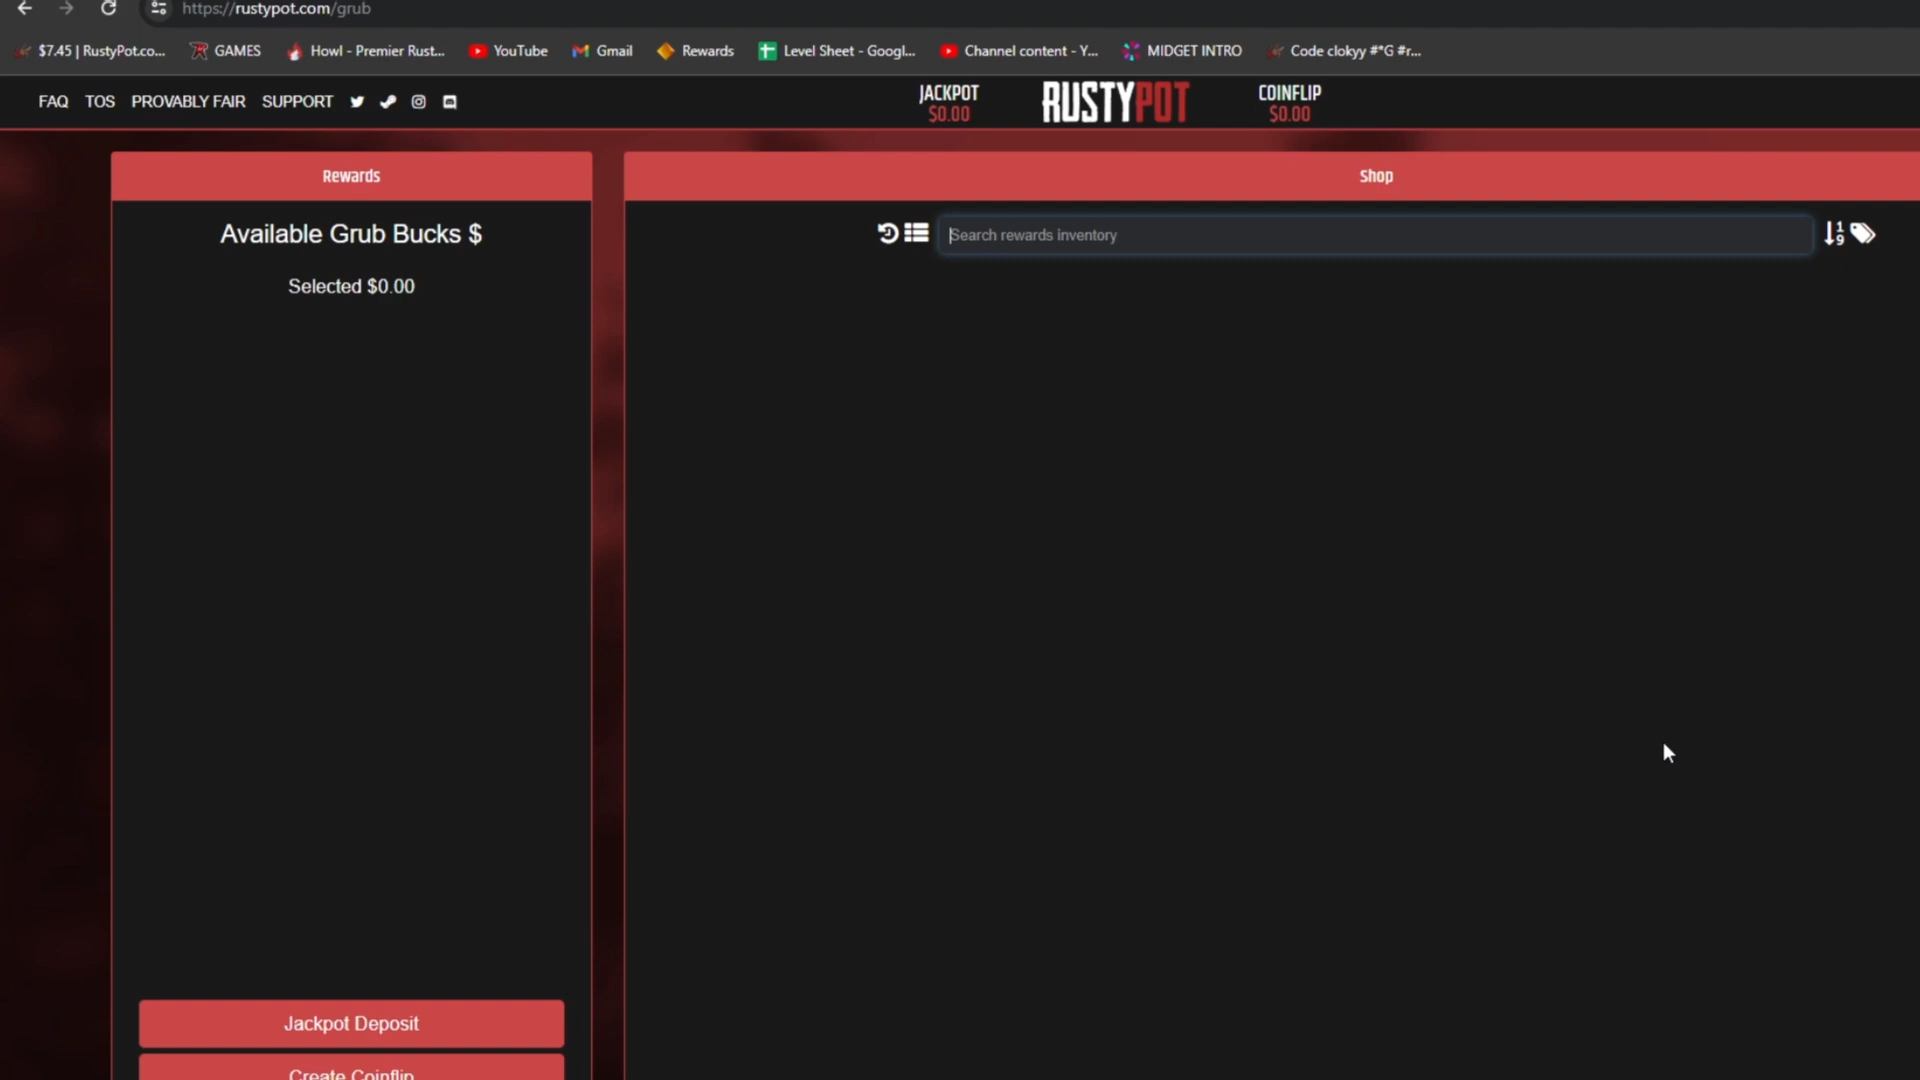 https://rustypot.com/grub
$7.45 | RustyPot.co...
GAMES
Howl - Premier Rust...
YouTube
Gmail
Rewards
Level Sheet - Googl...
Channel content - Y...
MIDGET INTRO
Code clokyy #*G #r...
FAQ TOS PROVABLY FAIR SUPPORT
JACKPOT
$0.00
RUSTYPOT
COINFLIP
$0.00
Rewards
Available Grub Bucks $
Selected $0.00
Jackpot Deposit
Create Coinflip
Shop
Search rewards inventory